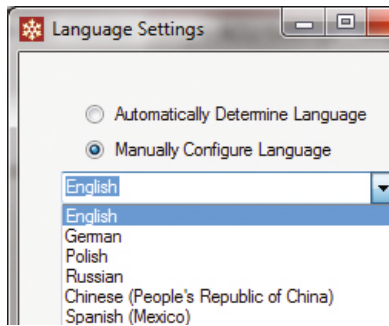 Language Settings
Automatically Determine Language
Manually Configure Language
English
English
German
Polish
Russian
Chinese (People's Republic of China)
Spanish (Mexico)